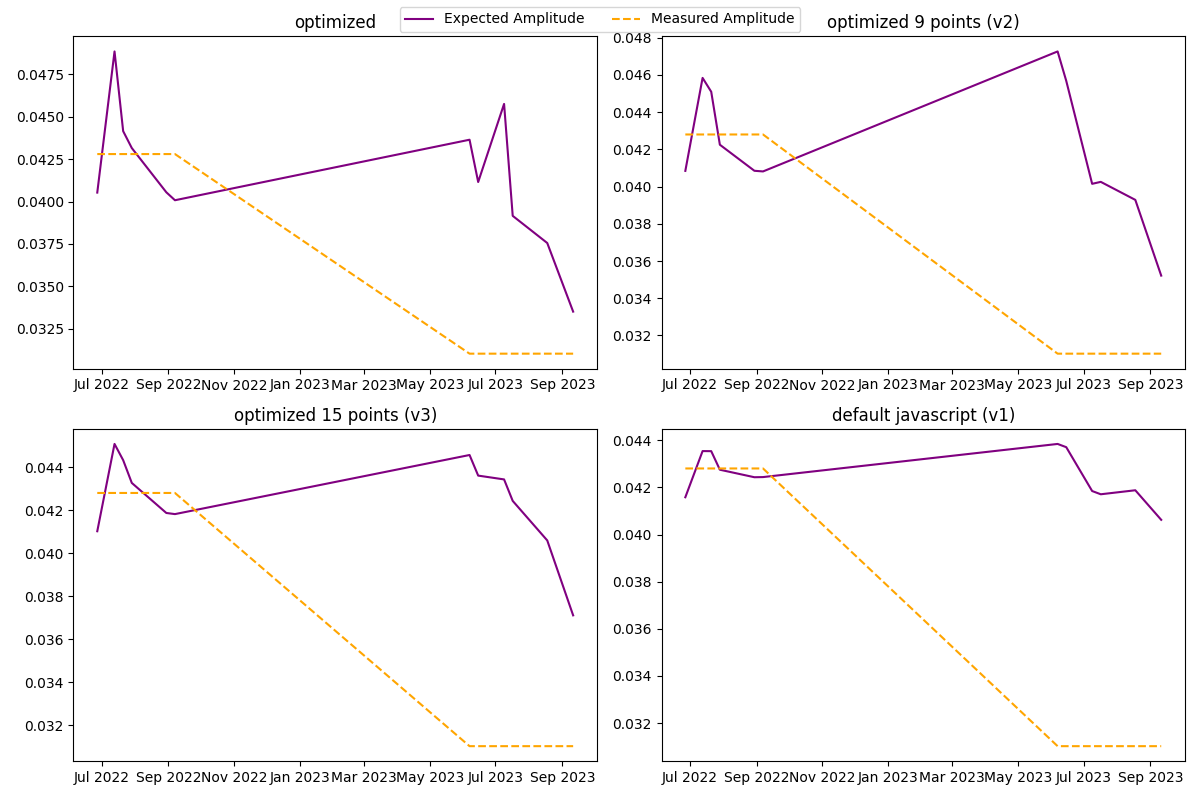 Expected Amplitude
Measured Amplitude
optimized
0.0475
0.0450
0.0425
0.0400
0.0375
0.0350
0.0325
Jul 2022
Sep 2022
Nov 2022
Jan 2023
Mar 2023
May 2023
Jul 2023
Sep 2023
optimized 9 points (v2)
0.048
0.046
0.044
0.042
0.040
0.038
0.036
0.034
0.032
Jul 2022
Sep 2022
Nov 2022
Jan 2023
Mar 2023
May 2023
Jul 2023
Sep 2023
optimized 15 points (v3)
0.044
0.042
0.040
0.038
0.036
0.034
0.032
Jul 2022
Sep 2022
Nov 2022
Jan 2023
Mar 2023
May 2023
Jul 2023
Sep 2023
default javascript (v1)
0.044
0.042
0.040
0.038
0.036
0.034
0.032
Jul 2022
Sep 2022
Nov 2022
Jan 2023
Mar 2023
May 2023
Jul 2023
Sep 2023